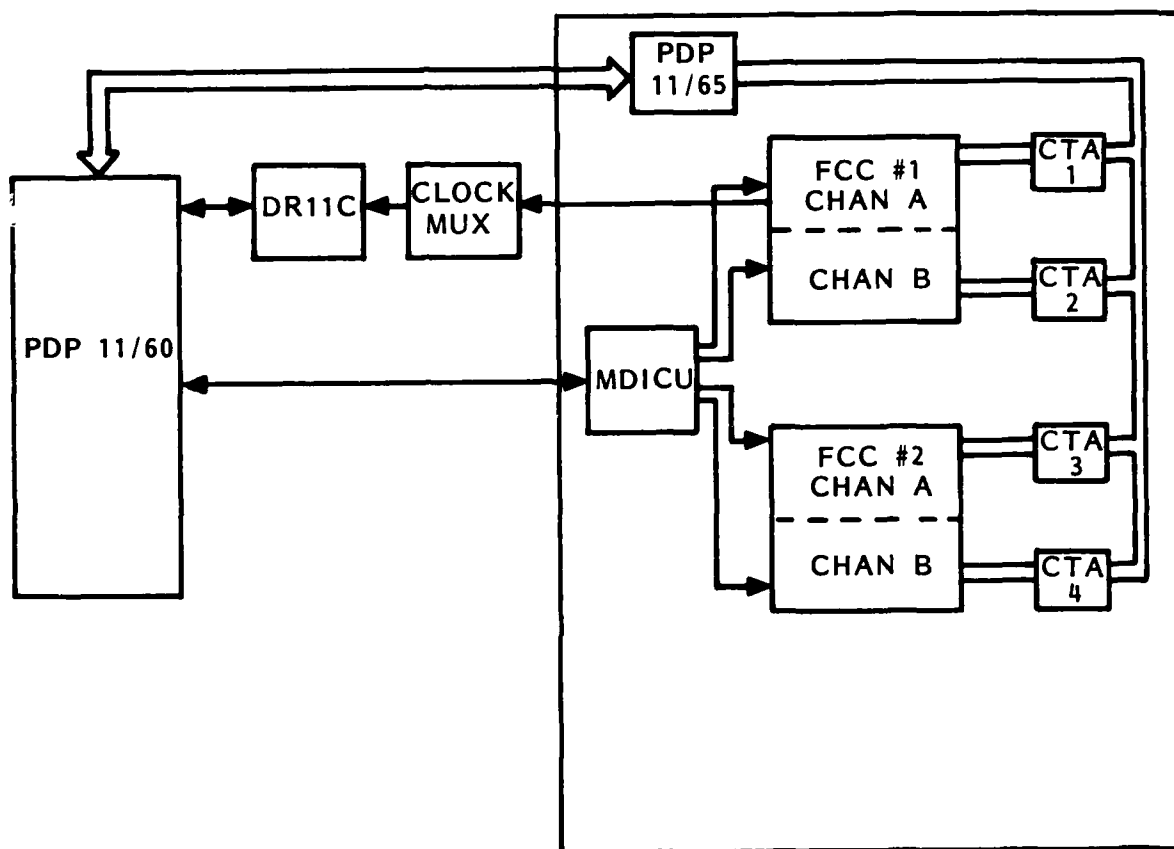 PDP
11/65
FCC #1
CHAN A
CHAN B
CTA
1
CTA
2
DR11C
CLOCK
MUX
PDP 11/60
MDICU
FCC #2
CHAN A
CHAN B
CTA
3
CTA
4